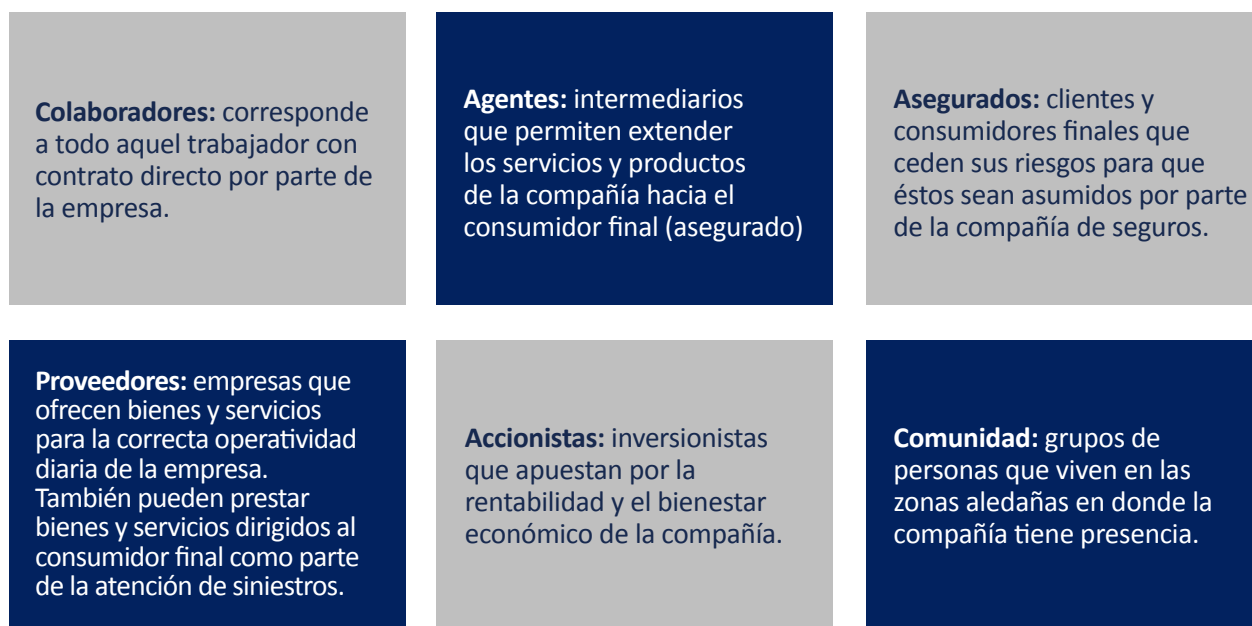 Colaboradores: corresponde
a todo aquel trabajador con
contrato directo por parte de
la empresa.
Agentes: intermediarios
que permiten extender
los servicios y productos
de la compañía hacia el
consumidor final (asegurado)
Asegurados: clientes y
consumidores finales que
ceden sus riesgos para que
éstos sean asumidos por parte
de la compañía de seguros.
Proveedores: empresas que
ofrecen bienes y servicios
para la correcta operatividad
diaria de la empresa.
También pueden prestar
bienes y servicios dirigidos al
consumidor final como parte
de la atención de siniestros.
Accionistas: inversionistas
que apuestan por la
rentabilidad y el bienestar
económico de la compañía.
Comunidad: grupos de
personas que viven en las
zonas aledañas en donde la
compañía tiene presencia.